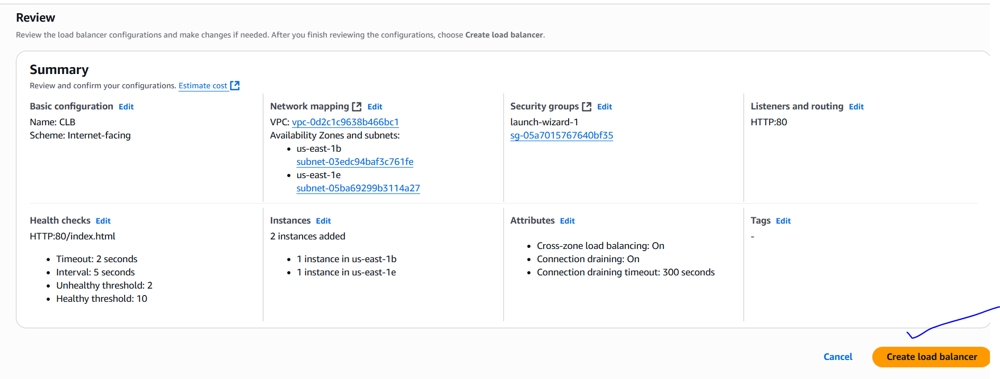 Review
Review the load balancer configurations and make changes if needed. After you finish reviewing the configurations, choose Create load balancer.
Summary
Review and confirm your configurations. Estimate cost
Basic configuration Edit
Name: CLB
Scheme: Internet-facing
Network mapping Edit
VPC: vpc-0d2c1c9638b466bc1
Availability Zones and subnets:
us-east-1b
subnet-03edc94baf3c761fe
us-east-1e
subnet-05ba69299b3114a27
Security groups Edit
launch-wizard-1
sg-05a7015767640bf35
Listeners and routing Edit
HTTP:80
Health checks Edit
HTTP:80/index.html
Timeout: 2 seconds
Interval: 5 seconds
Unhealthy threshold: 2
Healthy threshold: 10
Instances Edit
2 instances added
1 instance in us-east-1b
1 instance in us-east-1e
Attributes Edit
Cross-zone load balancing: On
Connection draining: On
Connection draining timeout: 300 seconds
Tags Edit
-
Cancel
Create load balancer